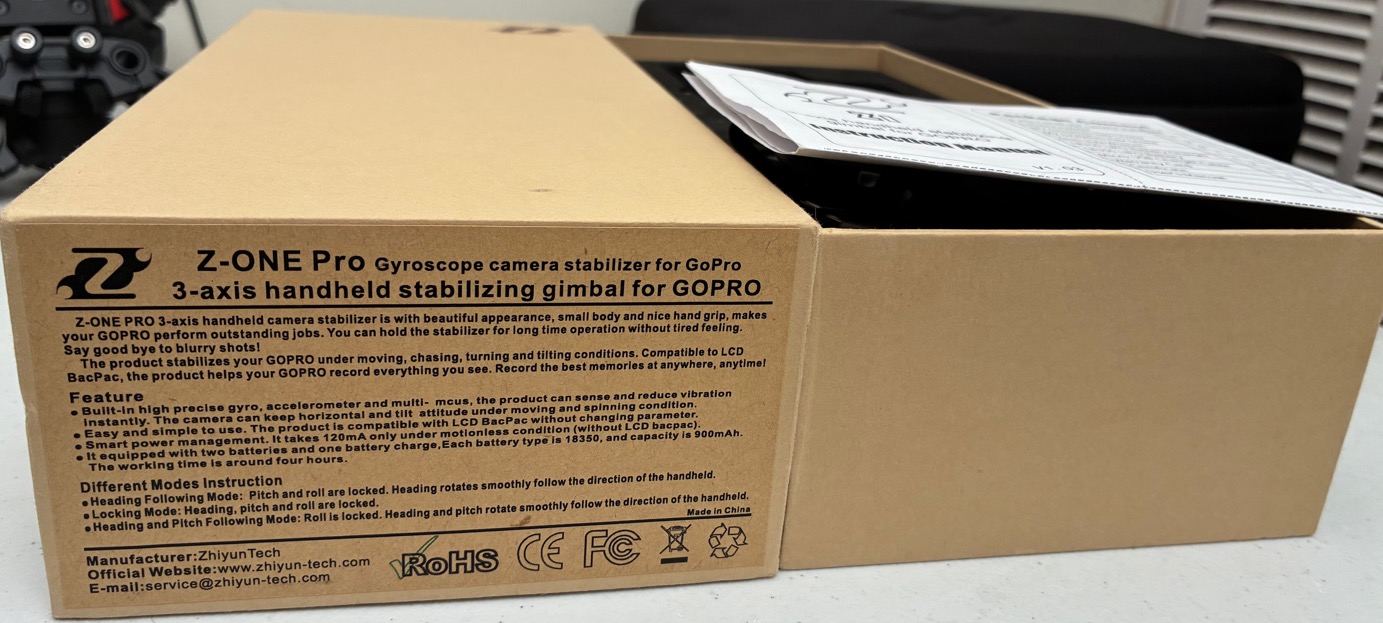 Z-ONE Pro Gyroscope camera stabilizer for GoPro
3-axis handheld stabilizing gimbal for GOPRO
Z-ONE PRO 3-axis handheld camera stabilizer is with beautiful appearance, small body and nice hand grip, makes
your GOPRO perform outstanding jobs. You can hold the stabilizer for long time operation without tired feeling.
Say good bye to blurry shots!
The product stabilizes your GOPRO under moving, chasing, turning and tilting conditions. Compatible to LCD
BacPac, the product helps your GOPRO record everything you see. Record the best memories at anywhere, anytime!
Feature
• Built-in high precise gyro, accelerometer and multi- mcus, the product can sense and reduce vibration
Instantly. The camera can keep horizontal and tilt attitude under moving and spinning condition.
• Easy and simple to use. The product is compatible with LCD BacPac without changing parameter.
• Smart power management. It takes 120mA only under motionless condition (without LCD bacpac).
• It equipped with two batteries and one battery charge,Each battery type is 18350, and capacity is 900mAh.
The working time is around four hours.
Different Modes Instruction
• Heading Following Mode: Pitch and roll are locked. Heading rotates smoothly follow the direction of the handheld.
• Locking Mode: Heading, pitch and roll are locked.
• Heading and Pitch Following Mode: Roll is locked. Heading and pitch rotate smoothly follow the direction of the handheld.
Made in China
Manufacturer:ZhiyunTech
Official Website:www.zhiyun-tech.com
E-mail:service@zhiyun-tech.com
RoHS CE FC
handheld stabilizing
Gimbal for GOPRO
Instruction Manual
V1.03